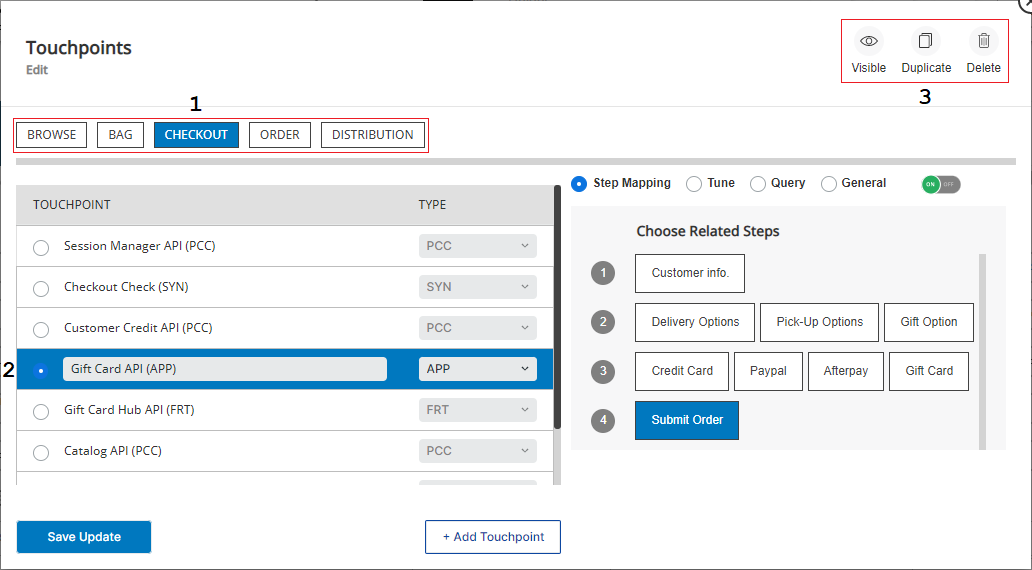 Touchpoints
Edit
Visible Duplicate Delete
1
3
BROWSE BAG CHECKOUT ORDER DISTRIBUTION
Step Mapping Tune Query General ON OFF
TOUCHPOINT TYPE
Choose Related Steps
Session Manager API (PCC) PCC
1 Customer info.
Checkout Check (SYN) SYN
2 Delivery Options Pick-Up Options Gift Option
Customer Credit API (PCC) PCC
2 Gift Card API (APP) APP
3 Credit Card Paypal Afterpay Gift Card
Gift Card Hub API (FRT) FRT
4 Submit Order
Catalog API (PCC) PCC
Save Update + Add Touchpoint